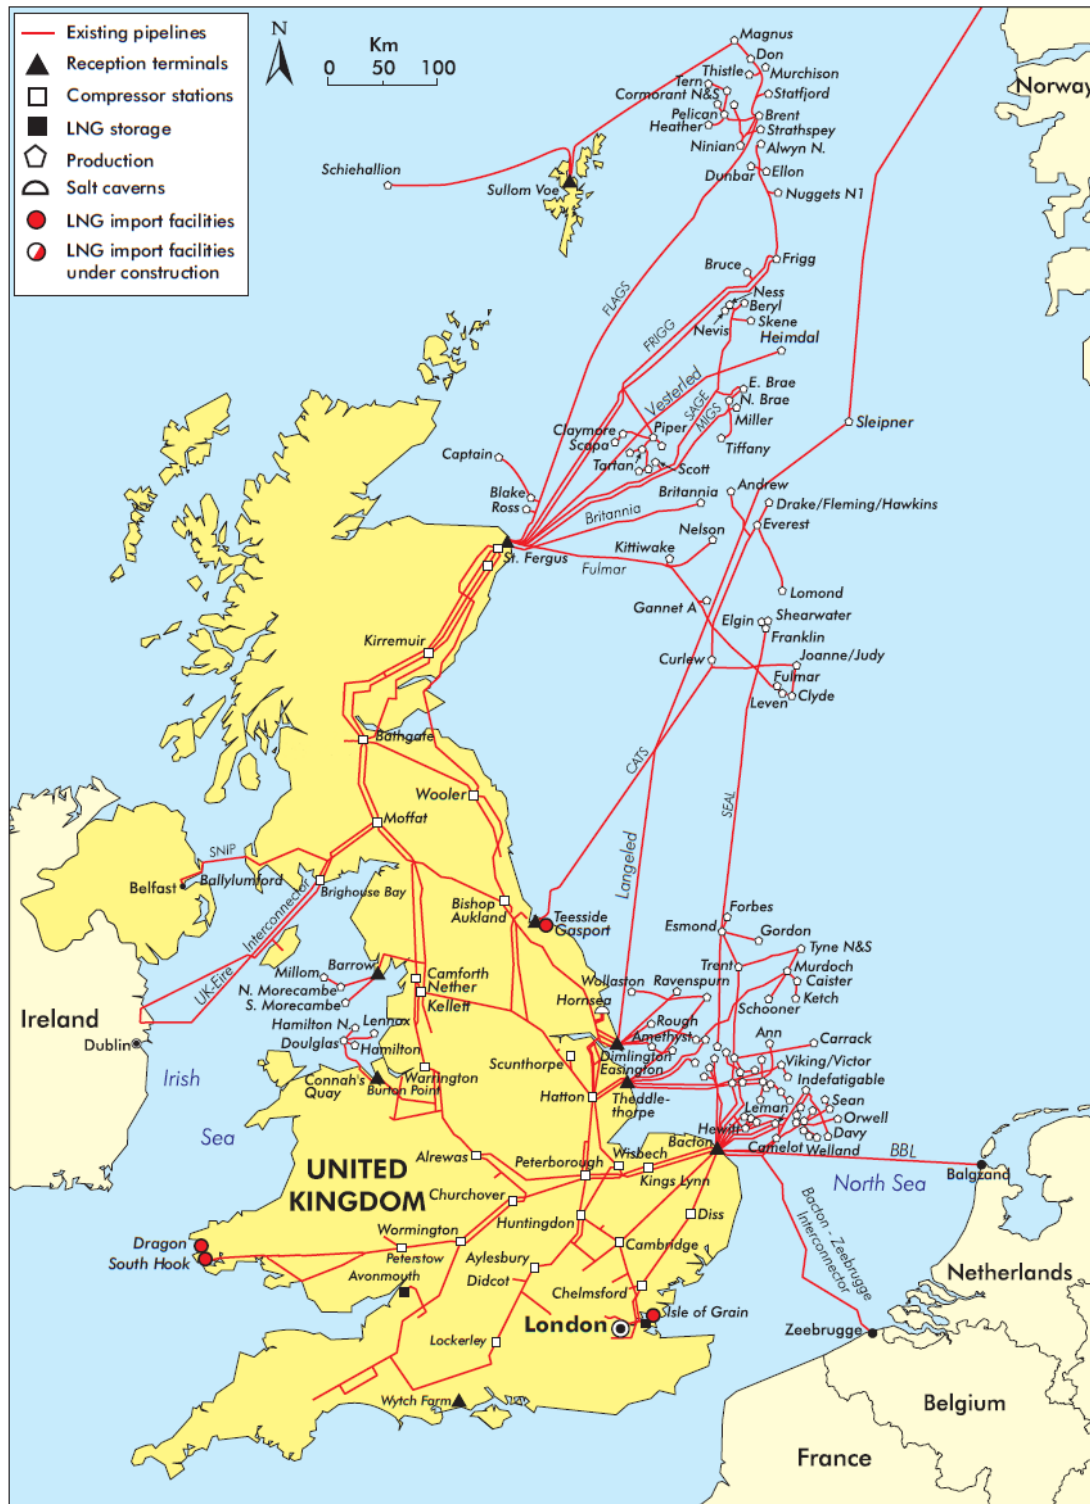 Existing pipelines
Reception terminals
Compressor stations
LNG storage
Production
Salt caverns
LNG import facilities
LNG import facilities
under construction
N
Km
0 50 100
Norway
Magnus
Don
Thistle
Murchison
Tern
Statfjord
Cormorant N&S
Pelican
Brent
Heather
Strathspey
Ninian
Alwyn N.
Dunbar
Ellon
Nuggets N1
Schiehallion
Sullom Voe
Bruce
Frigg
FLAGS
FRIGG
Ness
Beryl
Nevis
Skene
Heimdal
Vesterled
SAGE
MIGS
E. Brae
N. Brae
Miller
Tiffany
Sleipner
Claymore
Piper
Scapa
Tartan
Scott
Captain
Blake
Ross
Britannia
Britannia
Andrew
Drake/Fleming/Hawkins
Everest
Nelson
Kittiwake
St. Fergus
Fulmar
Lomond
Gannet A
Elgin
Shearwater
Franklin
Kirremuir
Curlew
Joanne/Judy
Fulmar
Leven
Clyde
Bathgate
CATS
SEAL
Wooler
Moffat
Langeled
SNIP
Belfast
Ballylumford
Brighouse Bay
Interconnector
UK-Eire
Bishop
Aukland
Teesside
Gasport
Forbes
Esmond
Gordon
Tyne N&S
Trent
Murdoch
Caister
Ketch
Schooner
Barrow
Millom
N. Morecambe
S. Morecambe
Camforth
Nether
Kellett
Wollaston
Ravenspurn
Hornsea
Rough
Amethyst
Ann
Carrack
Ireland
Dublin
Hamilton N.
Lennox
Doulglas
Hamilton
Irish
Sea
Connah's
Quay
Burton Point
Warrington
Scunthorpe
Dimlington
Easington
Hatton
Theddle-
thorpe
Viking/Victor
Indefatigable
Sean
Leman
Orwell
Hewitt
Davy
Bacton
Camelot
Welland
BBL
Balgzand
North Sea
Alrewas
Peterborough
Wisbech
Kings Lynn
UNITED
KINGDOM
Churchover
Huntingdon
Diss
Bacton - Zeebrugge
Interconnector
Dragon
South Hook
Wormington
Peterstow
Aylesbury
Cambridge
Avonmouth
Didcot
Chelmsford
Netherlands
London
Isle of Grain
Zeebrugge
Lockerley
Wytch Farm
Belgium
France